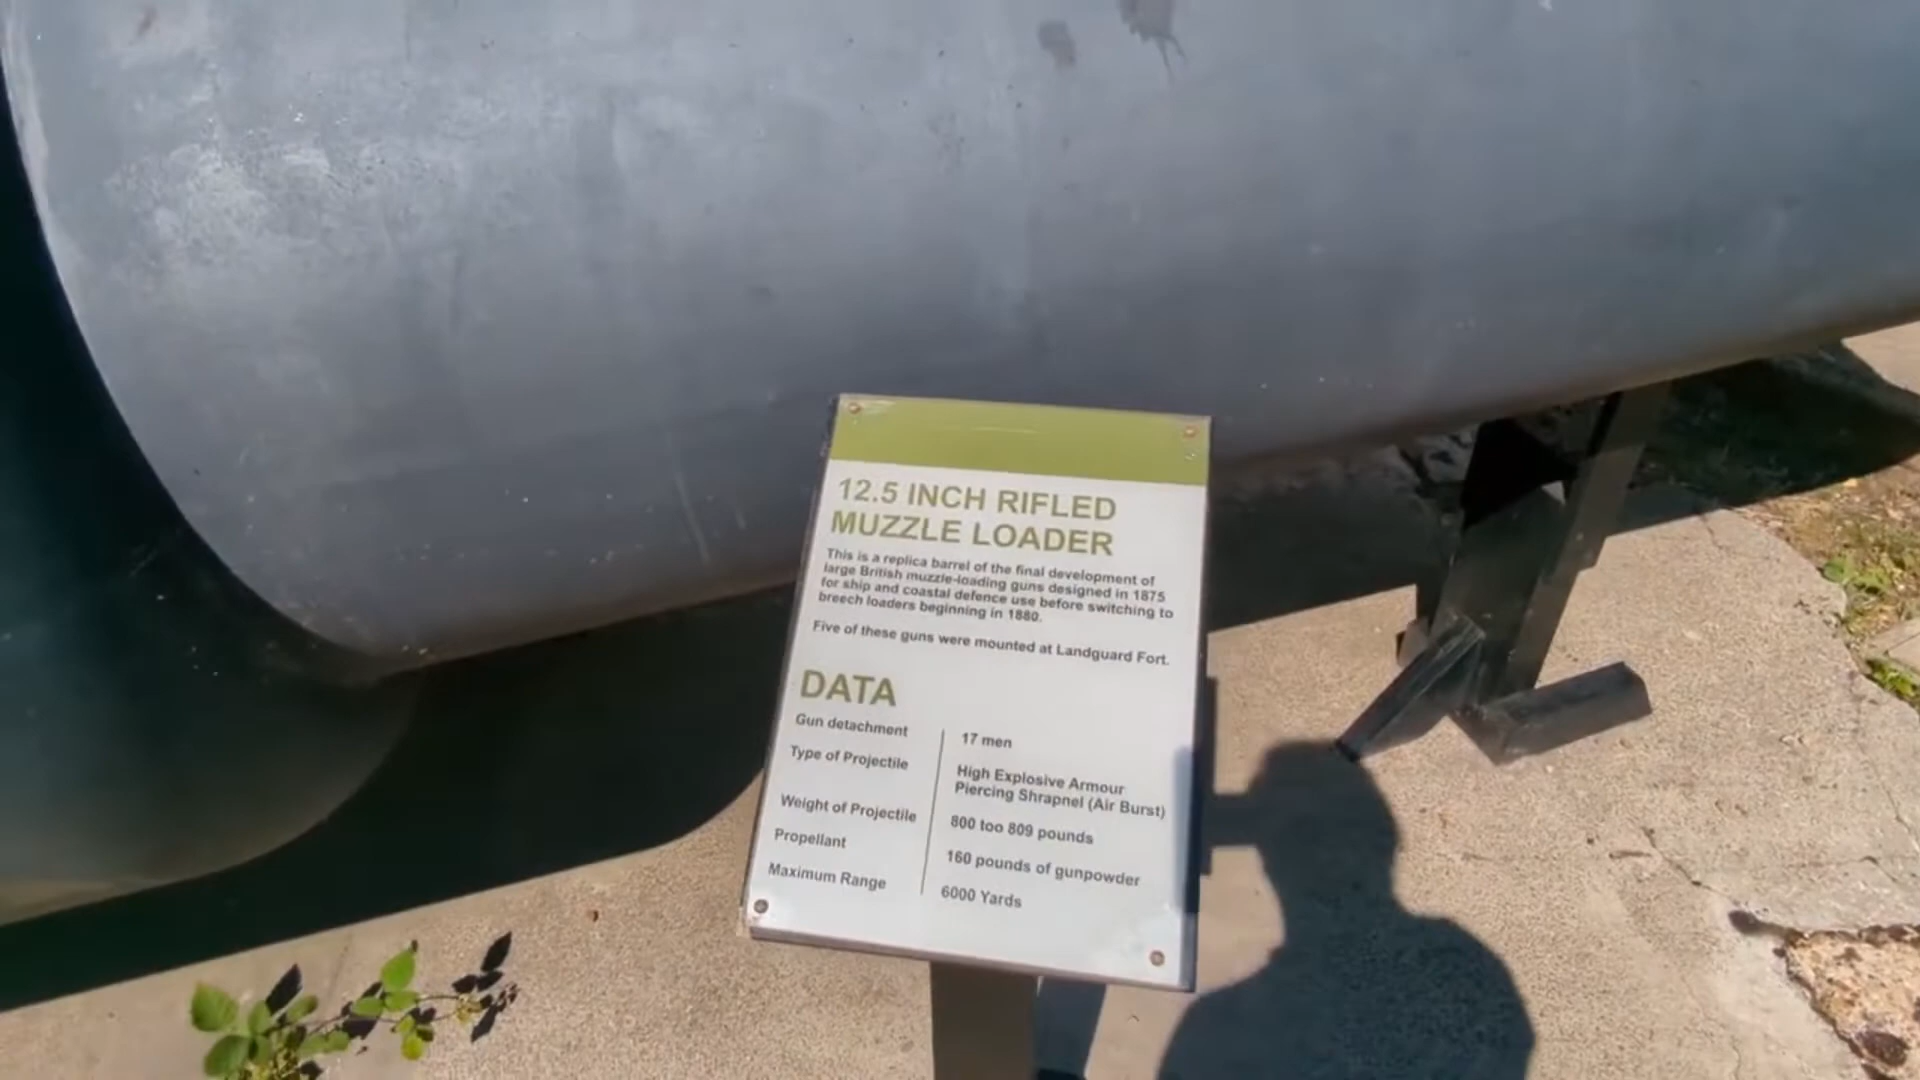 12.5 INCH RIFLED
MUZZLE LOADER
This is a replica barrel of the final development of
large British muzzle-loading guns designed in 1875
for ship and coastal defence use before switching to
breech loaders beginning in 1880.
Five of these guns were mounted at Landguard Fort.
DATA
Gun detachment 17 men
Type of Projectile High Explosive Armour
Piercing Shrapnel (Air Burst)
Weight of Projectile 800 too 809 pounds
Propellant 160 pounds of gunpowder
Maximum Range 6000 Yards